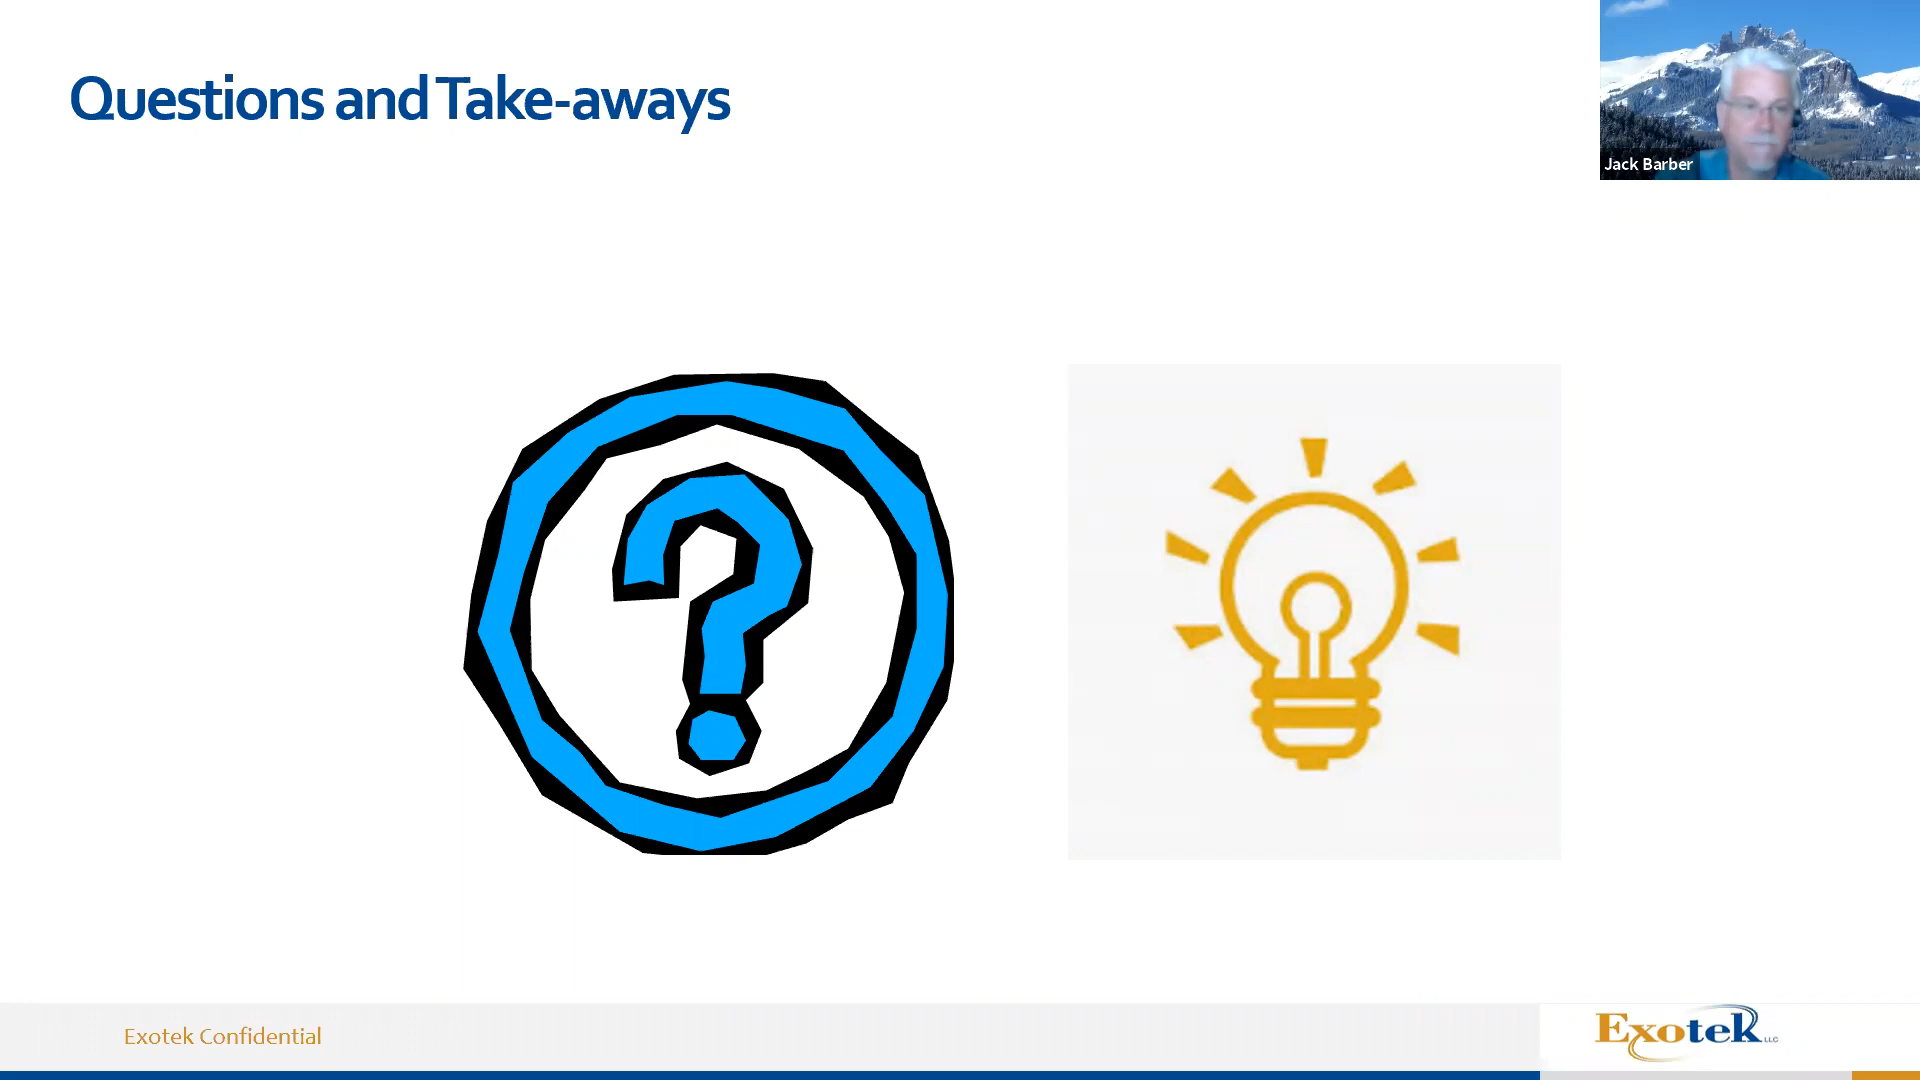 Questions and Take-aways
Jack Barber
Exotek Confidential
Exotek LLC